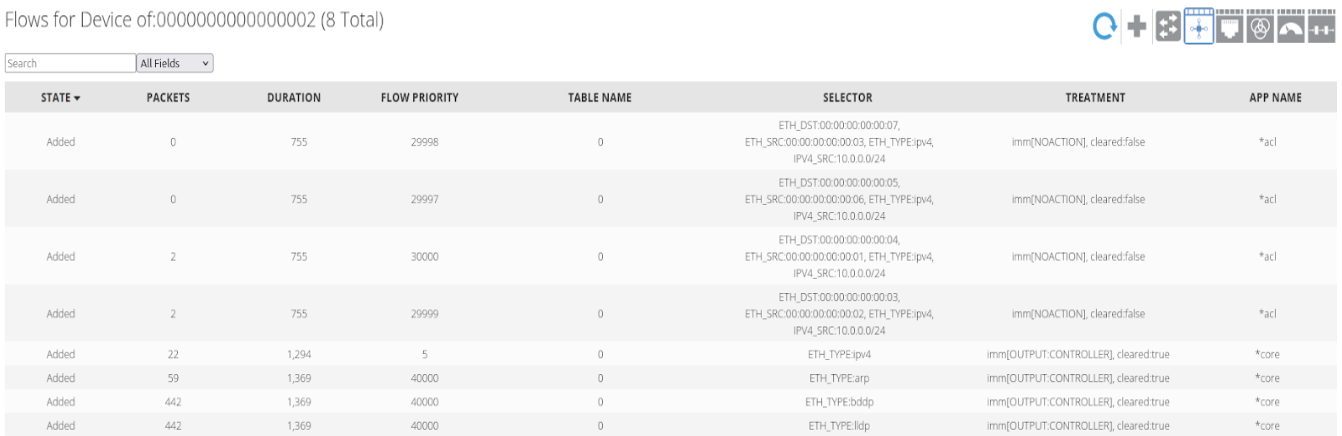 Flows for Device of:0000000000000002 (8 Total)
Search All Fields
STATE PACKETS DURATION FLOW PRIORITY TABLE NAME SELECTOR TREATMENT APP NAME
ETH_DST:00:00:00:00:00:07,
Added 0 755 29998 0 ETH_SRC:00:00:00:00:00:03, ETH_TYPE:ipv4, imm[NOACTION], cleared:false *acl
IPV4_SRC:10.0.0.0/24
ETH_DST:00:00:00:00:00:05,
Added 0 755 29997 0 ETH_SRC:00:00:00:00:00:06, ETH_TYPE:ipv4, imm[NOACTION], cleared:false *acl
IPV4_SRC:10.0.0.0/24
ETH_DST:00:00:00:00:00:04,
Added 2 755 30000 0 ETH_SRC:00:00:00:00:00:01, ETH_TYPE:ipv4, imm[NOACTION], cleared:false *acl
IPV4_SRC:10.0.0.0/24
ETH_DST:00:00:00:00:00:03,
Added 2 755 29999 0 ETH_SRC:00:00:00:00:00:02, ETH_TYPE:ipv4, imm[NOACTION], cleared:false *acl
IPV4_SRC:10.0.0.0/24
Added 22 1,294 5 0 ETH_TYPE:ipv4 imm[OUTPUT:CONTROLLER], cleared:true *core
Added 59 1,369 40000 0 ETH_TYPE:arp imm[OUTPUT:CONTROLLER], cleared:true *core
Added 442 1,369 40000 0 ETH_TYPE:bddp imm[OUTPUT:CONTROLLER], cleared:true *core
Added 442 1,369 40000 0 ETH_TYPE:lldp imm[OUTPUT:CONTROLLER], cleared:true *core